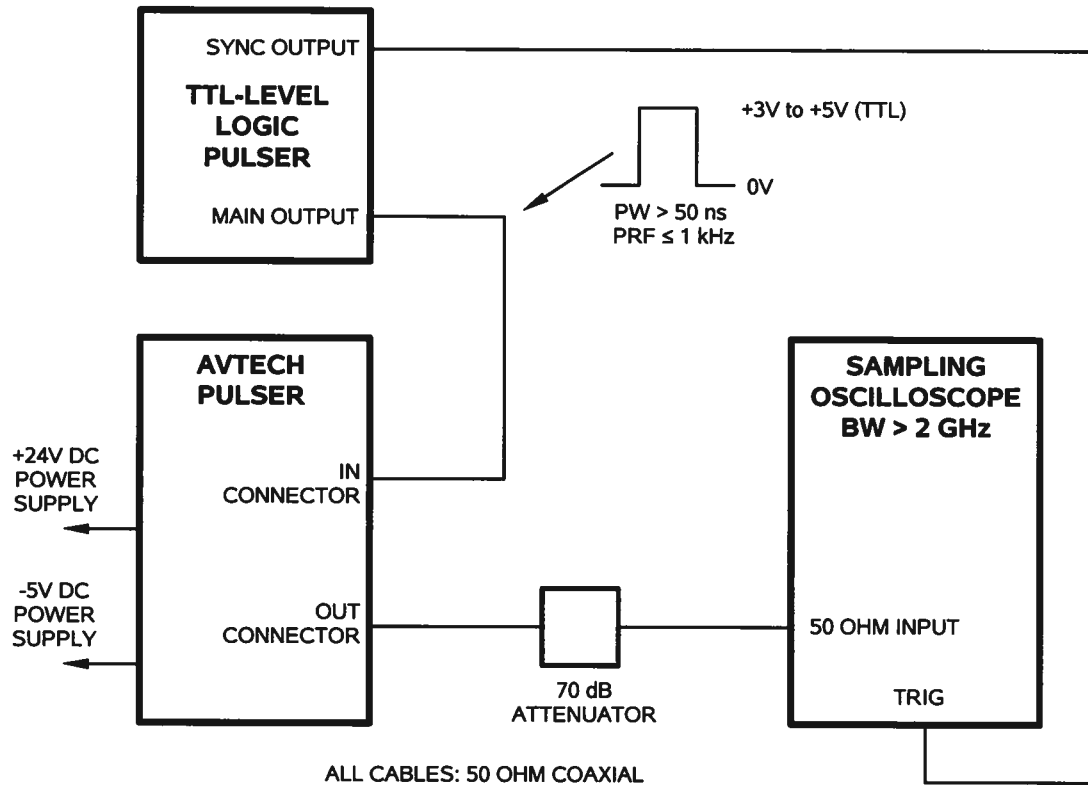 SYNC OUTPUT
TTL-LEVEL
LOGIC
PULSER
MAIN OUTPUT
+3V to +5V (TTL)
0V
PW > 50 ns
PRF ≤ 1 kHz
AVTECH
PULSER
+24V DC
POWER
SUPPLY
IN
CONNECTOR
-5V DC
POWER
SUPPLY
OUT
CONNECTOR
70 dB
ATTENUATOR
SAMPLING
OSCILLOSCOPE
BW > 2 GHz
50 OHM INPUT
TRIG
ALL CABLES: 50 OHM COAXIAL